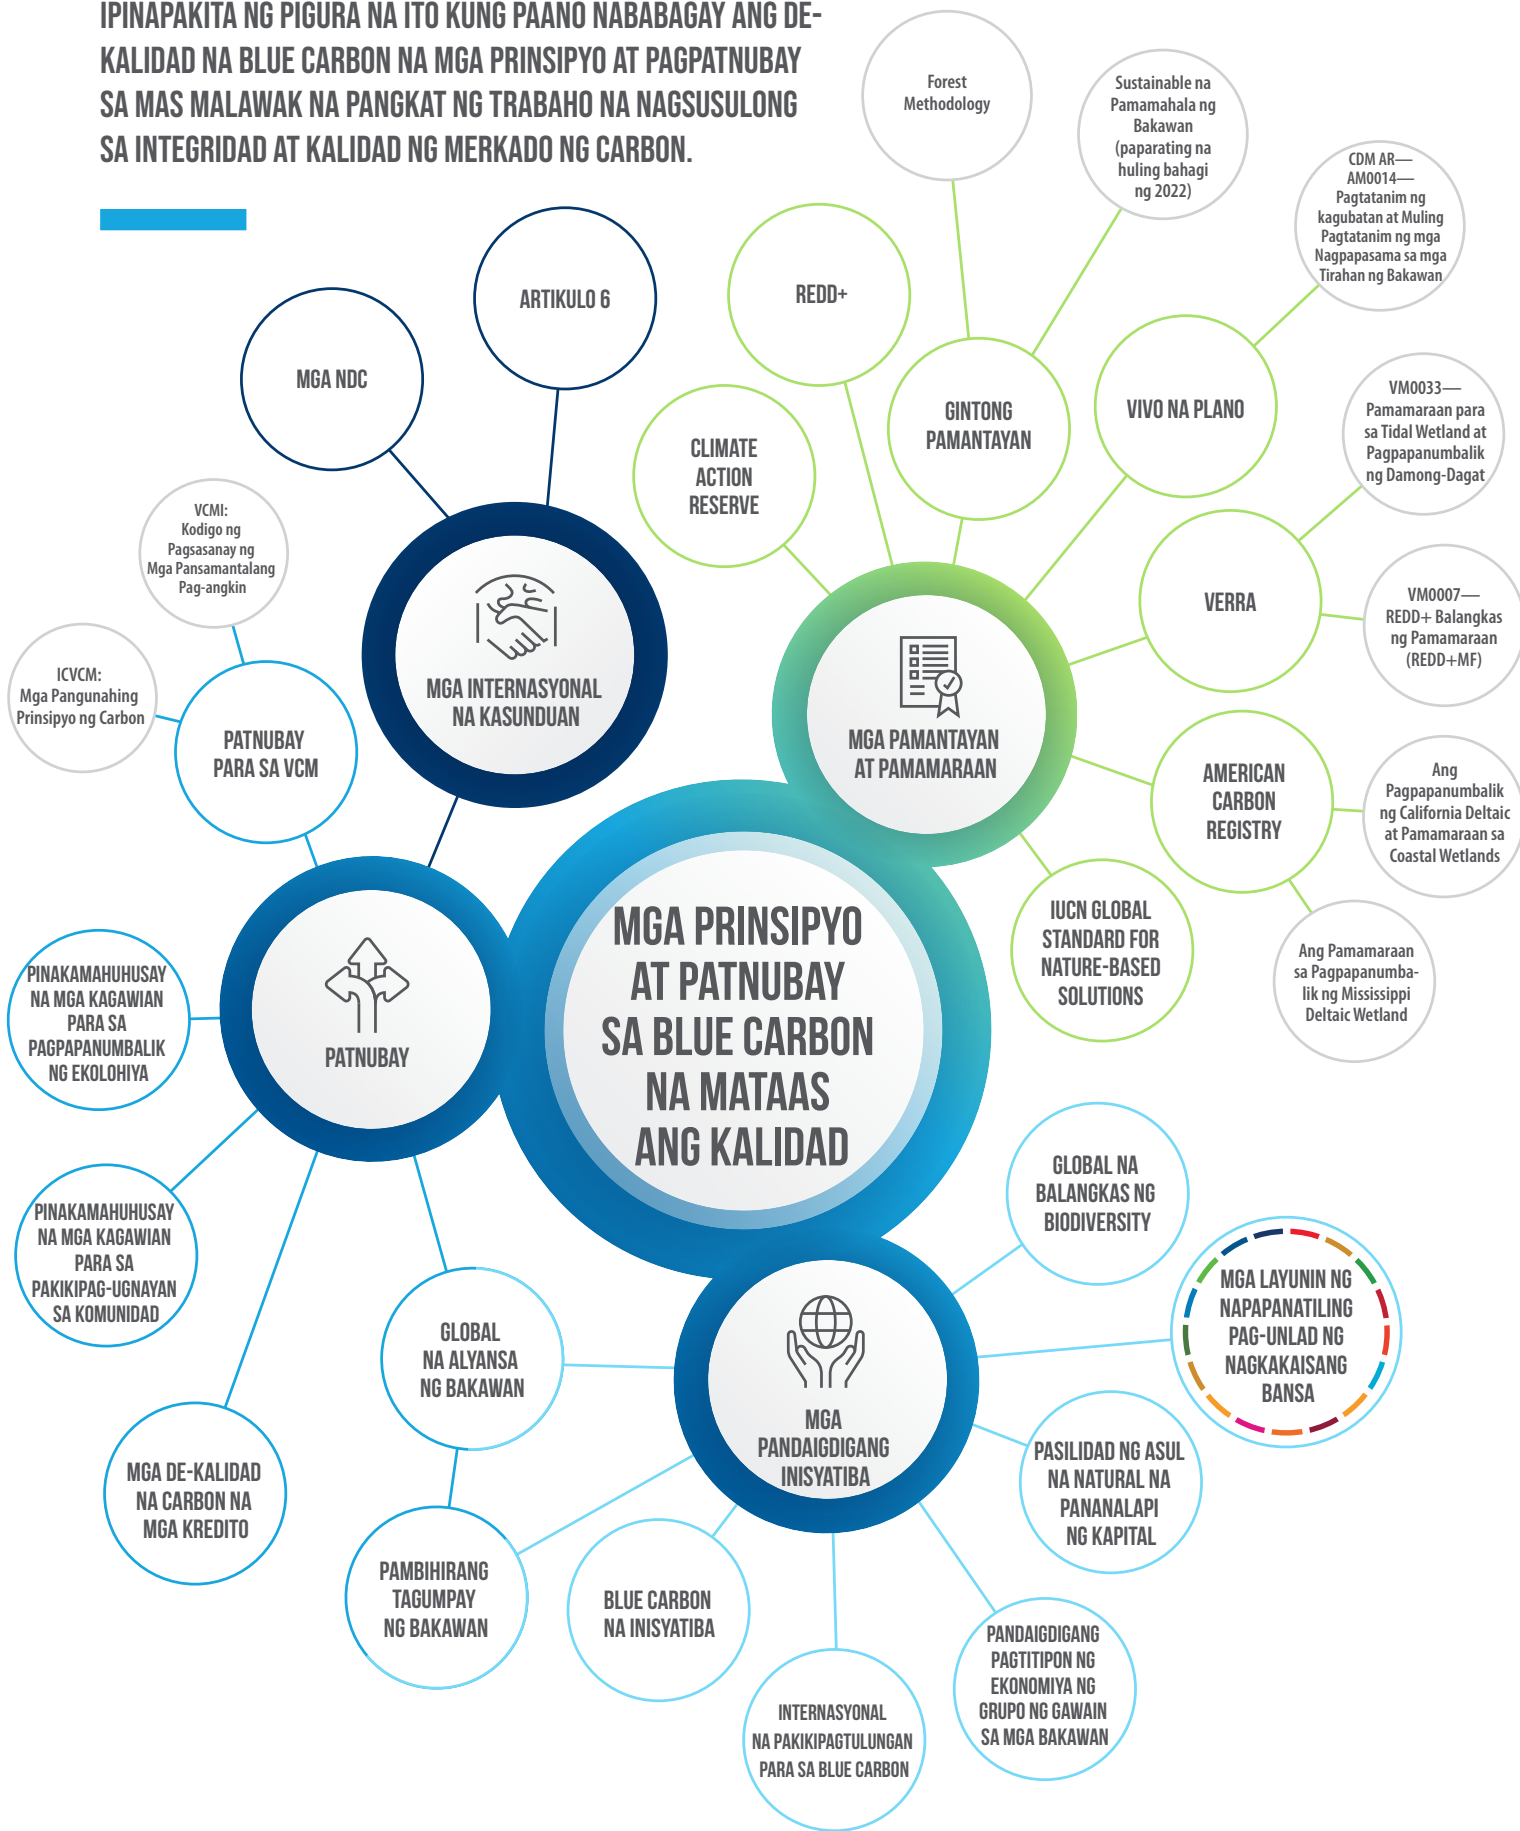 IPINAPAKITA NG PIGURA NA ITO KUNG PAANO NABABAGAY ANG DE-
KALIDAD NA BLUE CARBON NA MGA PRINSIPYO AT PAGPATNUBAY
SA MAS MALAWAK NA PANGKAT NG TRABAHO NA NAGSUSULONG
SA INTEGRIDAD AT KALIDAD NG MERKADO NG CARBON.
Forest
Methodology
Sustainable na
Pamamahala ng
Bakawan
(paparating na
huling bahagi
ng 2022)
CDM AR—
AM0014—
Pagtatanim ng
kagubatan at Muling
Pagtatanim ng mga
Nagpapasama sa mga
Tirahan ng Bakawan
ARTIKULO 6
REDD+
MGA NDC
GINTONG
PAMANTAYAN
VIVO NA PLANO
CLIMATE
ACTION
RESERVE
VM0033—
Pamamaraan para
sa Tidal Wetland at
Pagpapanumbalik
ng Damong-Dagat
VCMI:
Kodigo ng
Pagsasanay ng
Mga Pansamantalang
Pag-angkin
VERRA
VM0007—
REDD+ Balangkas
ng Pamamaraan
(REDD+MF)
ICVCM:
Mga Pangunahing
Prinsipyo ng Carbon
MGA INTERNASYONAL
NA KASUNDUAN
PATNUBAY
PARA SA VCM
MGA PAMANTAYAN
AT PAMAMARAAN
AMERICAN
CARBON
REGISTRY
Ang
Pagpapanumbalik
ng California Deltaic
at Pamamaraan sa
Coastal Wetlands
IUCN GLOBAL
STANDARD FOR
NATURE-BASED
SOLUTIONS
Ang Pamamaraan
sa Pagpapanumba-
lik ng Mississippi
Deltaic Wetland
MGA PRINSIPYO
AT PATNUBAY
SA BLUE CARBON
NA MATAAS
ANG KALIDAD
PINAKAMAHUHUSAY
NA MGA KAGAWIAN
PARA SA
PAGPAPANUMBALIK
NG EKOLOHIYA
PATNUBAY
PINAKAMAHUHUSAY
NA MGA KAGAWIAN
PARA SA
PAKIKIPAG-UGNAYAN
SA KOMUNIDAD
GLOBAL NA
BALANGKAS NG
BIODIVERSITY
MGA LAYUNIN NG
NAPAPANATILING
PAG-UNLAD NG
NAGKAKAISANG
BANSA
GLOBAL
NA ALYANSA
NG BAKAWAN
MGA
PANDAIGDIGANG
INISYATIBA
MGA DE-KALIDAD
NA CARBON NA
MGA KREDITO
PASILIDAD NG ASUL
NA NATURAL NA
PANANALAPI
NG KAPITAL
PAMBIHIRANG
TAGUMPAY
NG BAKAWAN
BLUE CARBON
NA INISYATIBA
PANDAIGDIGANG
PAGTITIPON NG
EKONOMIYA NG
GRUPO NG GAWAIN
SA MGA BAKAWAN
INTERNASYONAL
NA PAKIKIPAGTULUNGAN
PARA SA BLUE CARBON